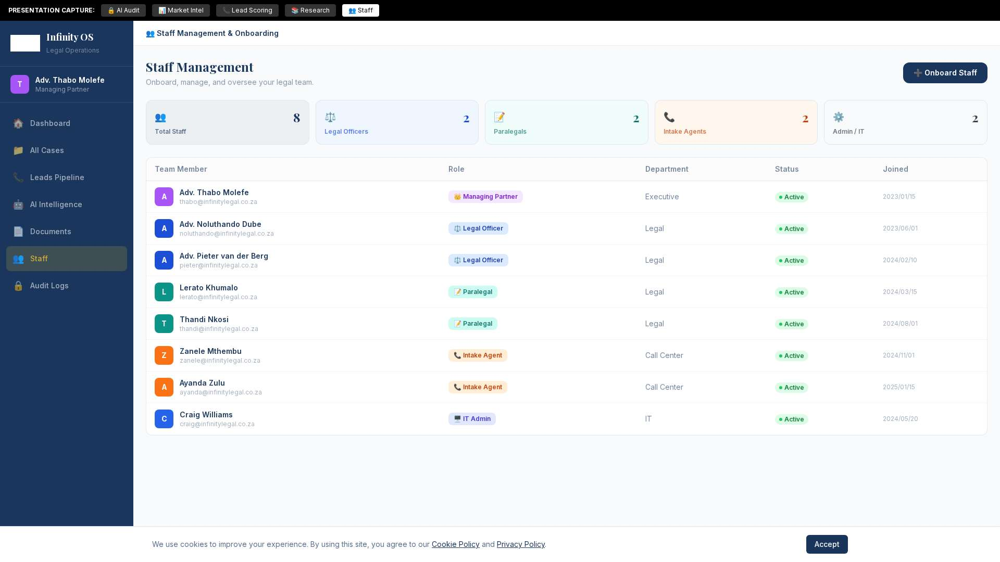 PRESENTATION CAPTURE: 🔒 AI Audit 📊 Market Intel 📞 Lead Scoring 📚 Research 👥 Staff
Infinity OS
Legal Operations
T
Adv. Thabo Molefe
Managing Partner
🏠 Dashboard
📁 All Cases
📞 Leads Pipeline
🤖 AI Intelligence
📄 Documents
👥 Staff
🔒 Audit Logs
👥 Staff Management & Onboarding
Staff Management
Onboard, manage, and oversee your legal team.
➕ Onboard Staff
👥 8
Total Staff
⚖️ 2
Legal Officers
📝 2
Paralegals
📞 2
Intake Agents
⚙️ 2
Admin / IT
Team Member Role Department Status Joined
A Adv. Thabo Molefe 👑 Managing Partner Executive Active 2023/01/15
thabo@infinitylegal.co.za
A Adv. Noluthando Dube ⚖️ Legal Officer Legal Active 2023/06/01
noluthando@infinitylegal.co.za
A Adv. Pieter van der Berg ⚖️ Legal Officer Legal Active 2024/02/10
pieter@infinitylegal.co.za
L Lerato Khumalo 📝 Paralegal Legal Active 2024/03/15
lerato@infinitylegal.co.za
T Thandi Nkosi 📝 Paralegal Legal Active 2024/08/01
thandi@infinitylegal.co.za
Z Zanele Mthembu 📞 Intake Agent Call Center Active 2024/11/01
zanele@infinitylegal.co.za
A Ayanda Zulu 📞 Intake Agent Call Center Active 2025/01/15
ayanda@infinitylegal.co.za
C Craig Williams 🖥️ IT Admin IT Active 2024/05/20
craig@infinitylegal.co.za
We use cookies to improve your experience. By using this site, you agree to our Cookie Policy and Privacy Policy.
Accept